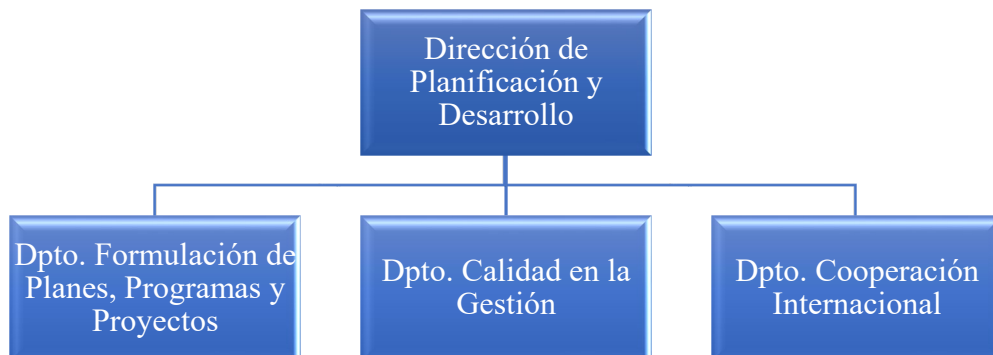 Dirección de
Planificación y
Desarrollo
Dpto. Formulación de
Planes, Programas y
Proyectos
Dpto. Calidad en la
Gestión
Dpto. Cooperación
Internacional